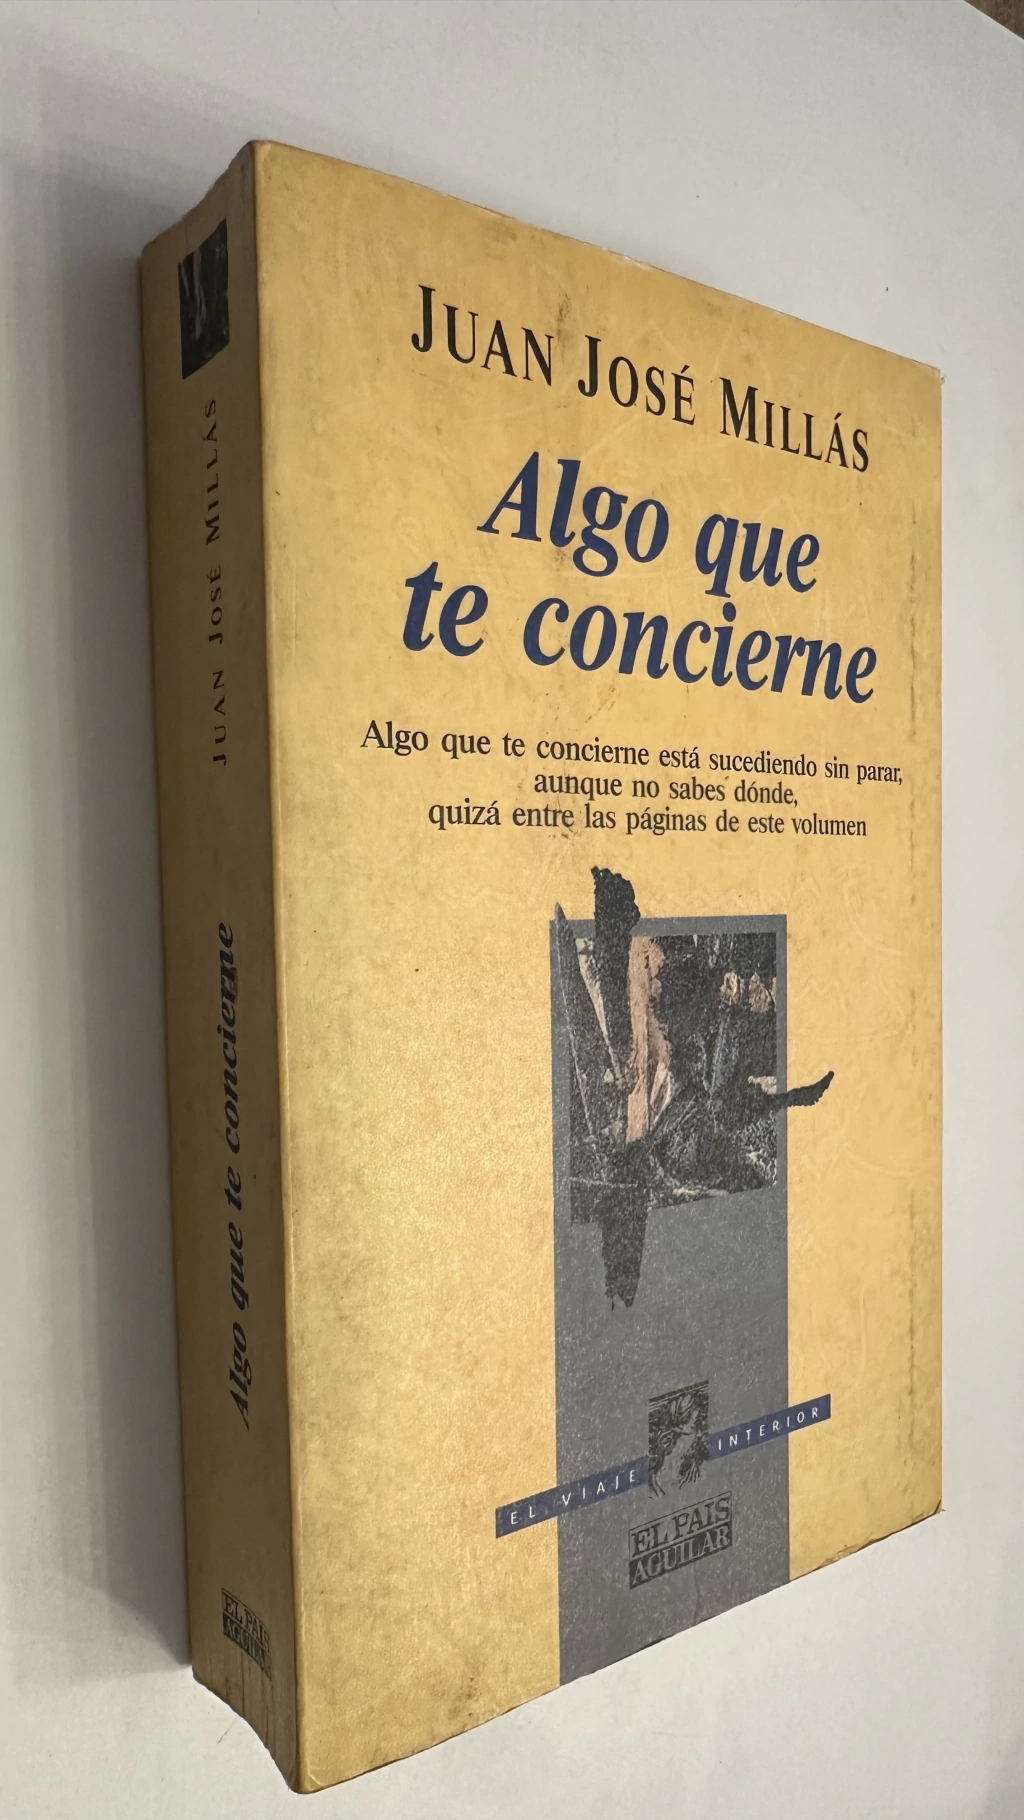 JUAN JOSÉ MILLÁS
Algo que
te concierne
Algo que te concierne está sucediendo sin parar,
aunque no sabes dónde,
quizá entre las páginas de este volumen
EL VIAJE INTERIOR
EL PAIS
AGUILAR
JUAN JOSÉ MILLÁS
Algo que te concierne
EL PAIS
AGUILAR